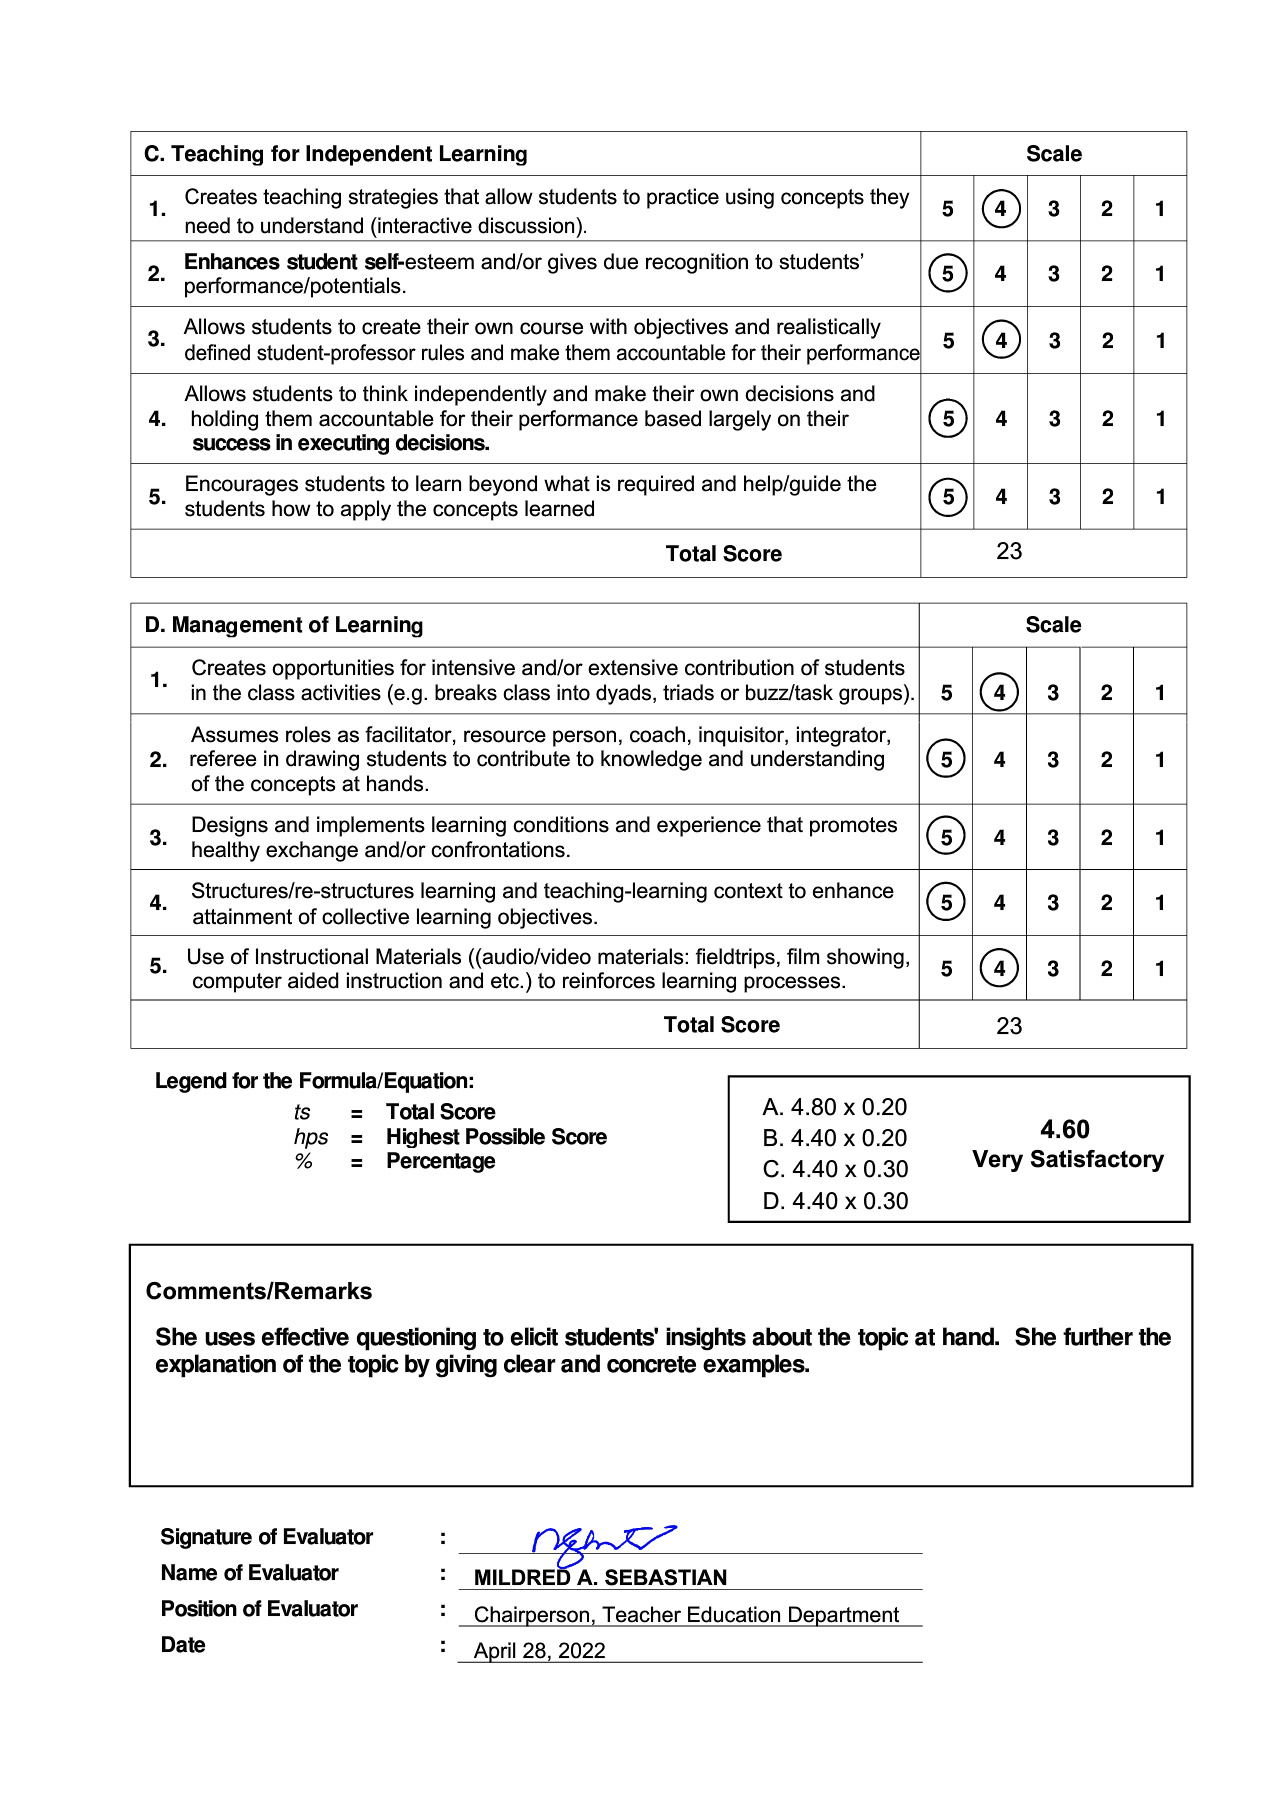 C. Teaching for Independent Learning Scale
1. Creates teaching strategies that allow students to practice using concepts they
need to understand (interactive discussion). 5 4 3 2 1
2. Enhances student self-esteem and/or gives due recognition to students’
performance/potentials. 5 4 3 2 1
3. Allows students to create their own course with objectives and realistically
defined student-professor rules and make them accountable for their performance 5 4 3 2 1
4. Allows students to think independently and make their own decisions and
holding them accountable for their performance based largely on their
success in executing decisions. 5 4 3 2 1
5. Encourages students to learn beyond what is required and help/guide the
students how to apply the concepts learned 5 4 3 2 1
Total Score 23
D. Management of Learning Scale
1. Creates opportunities for intensive and/or extensive contribution of students
in the class activities (e.g. breaks class into dyads, triads or buzz/task groups). 5 4 3 2 1
2. Assumes roles as facilitator, resource person, coach, inquisitor, integrator,
referee in drawing students to contribute to knowledge and understanding
of the concepts at hands. 5 4 3 2 1
3. Designs and implements learning conditions and experience that promotes
healthy exchange and/or confrontations. 5 4 3 2 1
4. Structures/re-structures learning and teaching-learning context to enhance
attainment of collective learning objectives. 5 4 3 2 1
5. Use of Instructional Materials ((audio/video materials: fieldtrips, film showing,
computer aided instruction and etc.) to reinforces learning processes. 5 4 3 2 1
Total Score 23
Legend for the Formula/Equation:
ts = Total Score
hps = Highest Possible Score
% = Percentage
A. 4.80 x 0.20
B. 4.40 x 0.20
C. 4.40 x 0.30
D. 4.40 x 0.30
4.60
Very Satisfactory
Comments/Remarks
She uses effective questioning to elicit students' insights about the topic at hand. She further the
explanation of the topic by giving clear and concrete examples.
Signature of Evaluator :
Name of Evaluator : MILDRED A. SEBASTIAN
Position of Evaluator : Chairperson, Teacher Education Department
Date : April 28, 2022